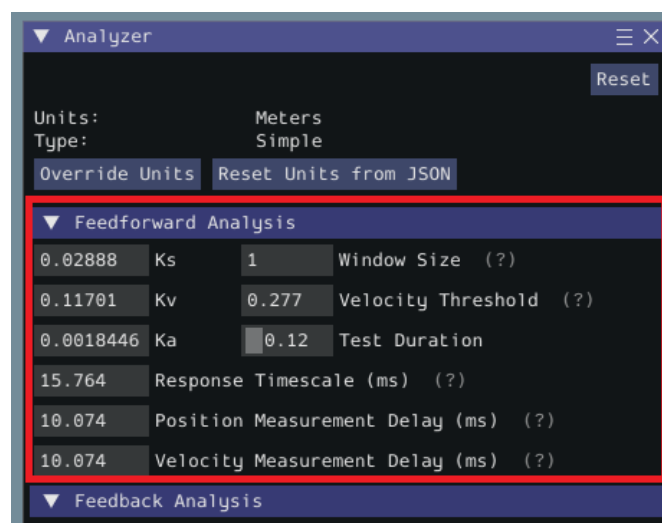 ▼ Analyzer
Reset
Units: Meters
Type: Simple
Override Units Reset Units from JSON
▼ Feedforward Analysis
0.02888 Ks 1 Window Size (?)
0.11701 Kv 0.277 Velocity Threshold (?)
0.0018446 Ka 0.12 Test Duration
15.764 Response Timescale (ms) (?)
10.074 Position Measurement Delay (ms) (?)
10.074 Velocity Measurement Delay (ms) (?)
▼ Feedback Analysis